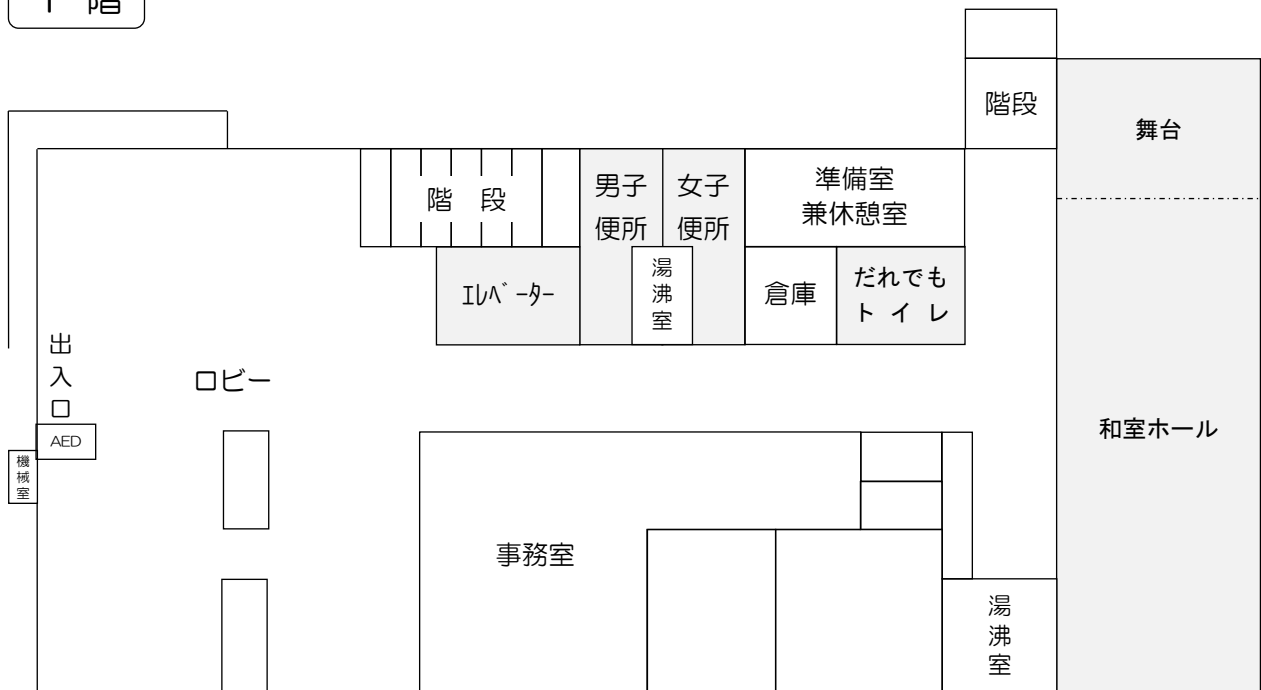 1 階
階段
舞台
階 段
男子
便所
女子
便所
準備室
兼休憩室
湯沸室
ｴﾚﾍﾞｰﾀｰ
倉庫
だれでも
ト イ レ
出入口
ロビー
AED
機械室
和室ホール
事務室
湯沸室